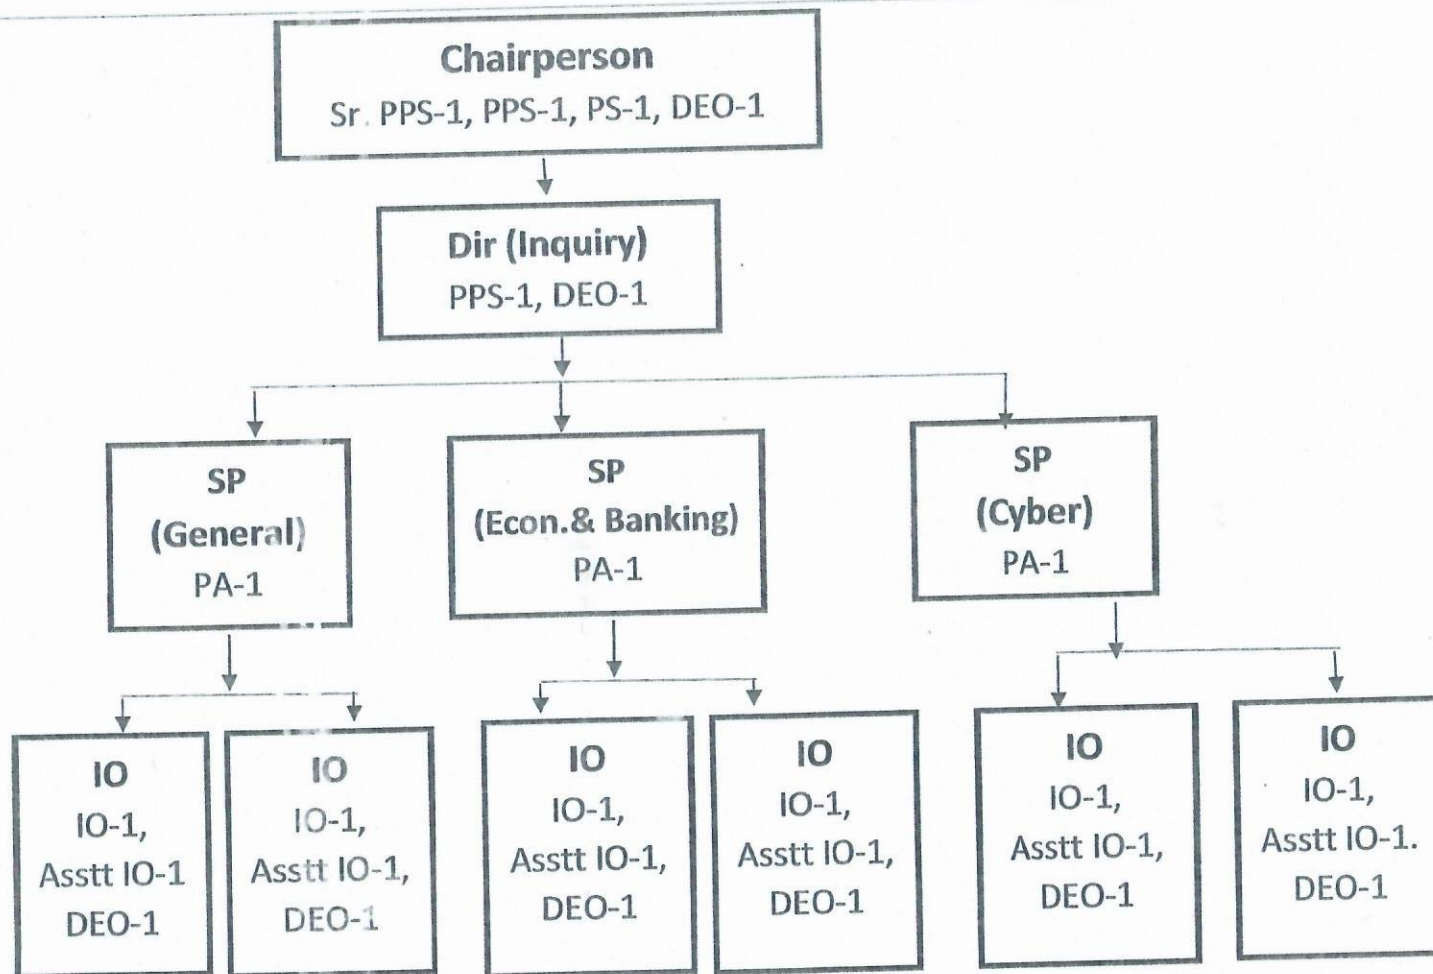 Chairperson
Sr. PPS-1, PPS-1, PS-1, DEO-1
Dir (Inquiry)
PPS-1, DEO-1
SP
(General)
PA-1
SP
(Econ.& Banking)
PA-1
SP
(Cyber)
PA-1
IO
IO-1,
Asstt IO-1
DEO-1
IO
IO-1,
Asstt IO-1,
DEO-1
IO
IO-1,
Asstt IO-1,
DEO-1
IO
IO-1,
Asstt IO-1,
DEO-1
IO
IO-1,
Asstt IO-1,
DEO-1
IO
IO-1,
Asstt IO-1.
DEO-1